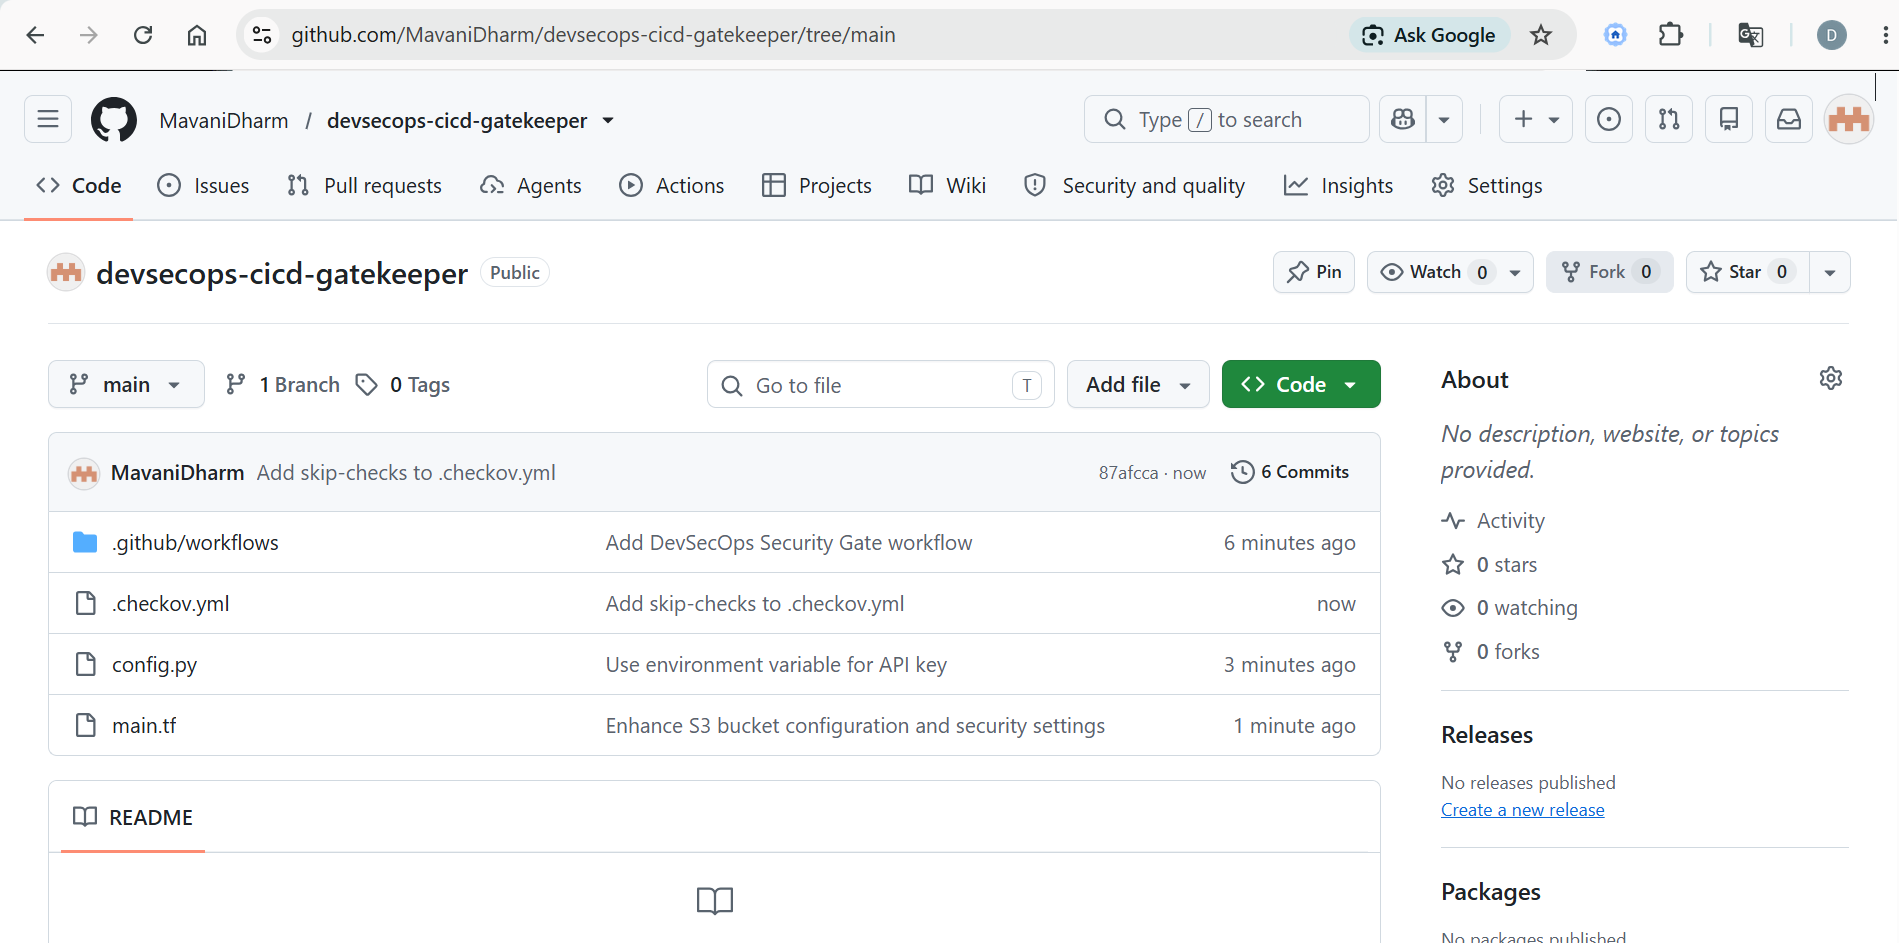 github.com/MavaniDharm/devsecops-cicd-gatekeeper/tree/main
Ask Google
D
MavaniDharm / devsecops-cicd-gatekeeper
Type / to search
Code
Issues
Pull requests
Agents
Actions
Projects
Wiki
Security and quality
Insights
Settings
devsecops-cicd-gatekeeper
Public
Pin
Watch 0
Fork 0
Star 0
main
1 Branch
0 Tags
Go to file
T
Add file
Code
MavaniDharm Add skip-checks to .checkov.yml
87afcca · now
6 Commits
.github/workflows
Add DevSecOps Security Gate workflow
6 minutes ago
.checkov.yml
Add skip-checks to .checkov.yml
now
config.py
Use environment variable for API key
3 minutes ago
main.tf
Enhance S3 bucket configuration and security settings
1 minute ago
README
About
No description, website, or topics
provided.
Activity
0 stars
0 watching
0 forks
Releases
No releases published
Create a new release
Packages
No packages published